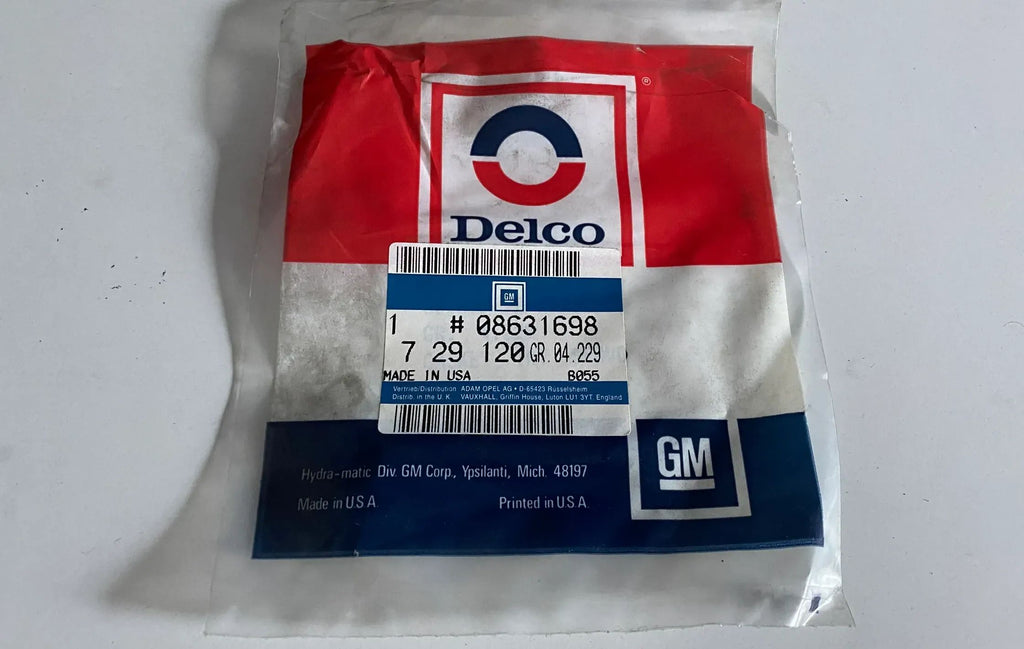 ®
Delco
GM
1 # 08631698
7 29 120 GR. 04.229
MADE IN USA B055
Vertrieb/Distribution ADAM OPEL AG • D-65423 Rüsselsheim
Distrib. in the U. K. VAUXHALL, Griffin House, Luton LU1 3YT. England
GM
Hydra-matic Div. GM Corp., Ypsilanti, Mich. 48197
Made in U.S.A. Printed in U.S.A.